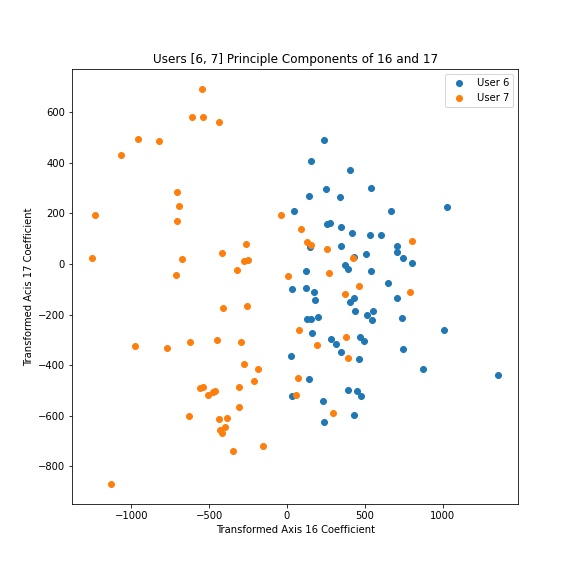 Users [6, 7] Principle Components of 16 and 17
User 6
User 7
600
400
200
0
−200
−400
−600
−800
Transformed Acis 17 Coefficient
−1000
−500
0
500
1000
Transformed Axis 16 Coefficient